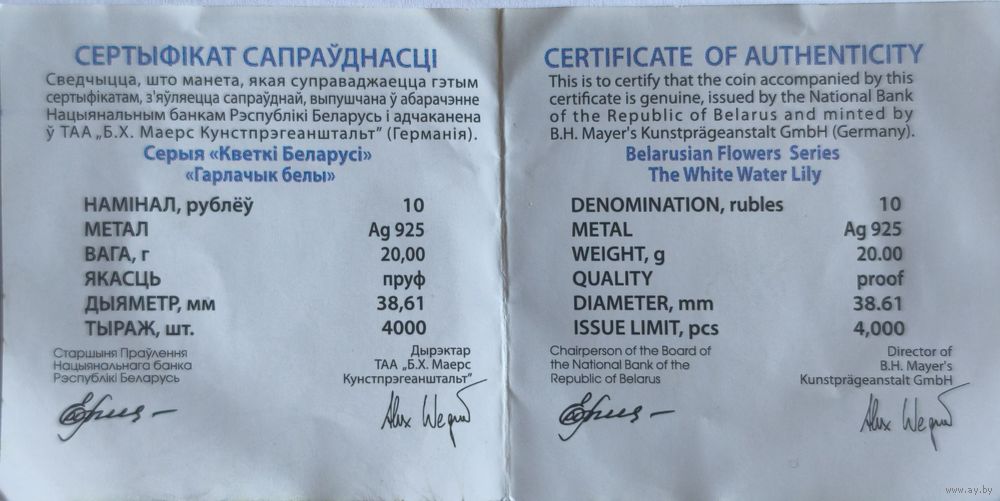 СЕРТЫФІКАТ САПРАЎДНАСЦІ
Сведчыцца, што манета, якая суправаджаецца гэтым
сертыфікатам, з'яўляецца сапраўднай, выпушчана ў абарачэнне
Нацыянальным банкам Рэспублікі Беларусь і адчаканена
ў ТАА „Б.Х. Маерс Кунстпрэгеанштальт” (Германія).
Серыя «Кветкі Беларусі»
«Гарлачык белы»
НАМІНАЛ, рублёў 10
МЕТАЛ Ag 925
ВАГА, г 20,00
ЯКАСЦЬ пруф
ДЫЯМЕТР, мм 38,61
ТЫРАЖ, шт. 4000
Старшыня Праўлення
Нацыянальнага банка
Рэспублікі Беларусь
Дырэктар
ТАА „Б.Х. Маерс
Кунстпрэгеанштальт”
CERTIFICATE OF AUTHENTICITY
This is to certify that the coin accompanied by this
certificate is genuine, issued by the National Bank
of the Republic of Belarus and minted by
B.H. Mayer's Kunstprägeanstalt GmbH (Germany).
Belarusian Flowers Series
The White Water Lily
DENOMINATION, rubles 10
METAL Ag 925
WEIGHT, g 20.00
QUALITY proof
DIAMETER, mm 38.61
ISSUE LIMIT, pcs 4,000
Chairperson of the Board of
the National Bank of the
Republic of Belarus
Director of
B.H. Mayer's
Kunstprägeanstalt GmbH
www.ay.by